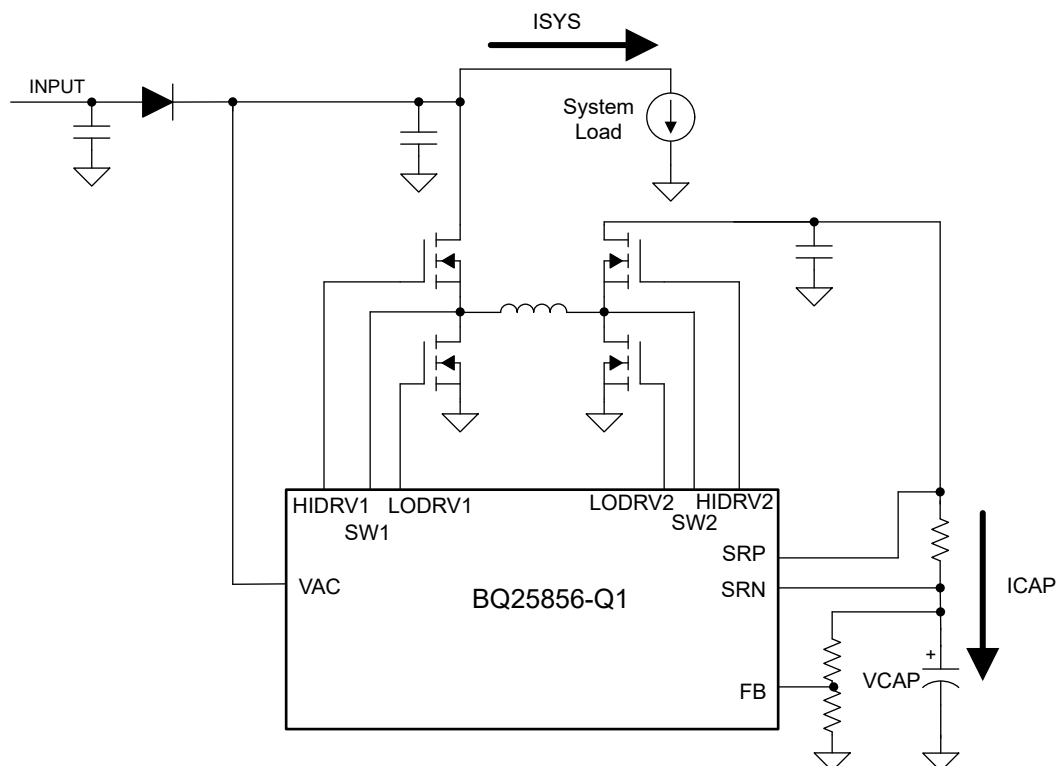 ISYS
INPUT
System
Load
HIDRV1
SW1
LODRV1
LODRV2
SW2
HIDRV2
VAC
BQ25856-Q1
SRP
SRN
FB
ICAP
+
VCAP